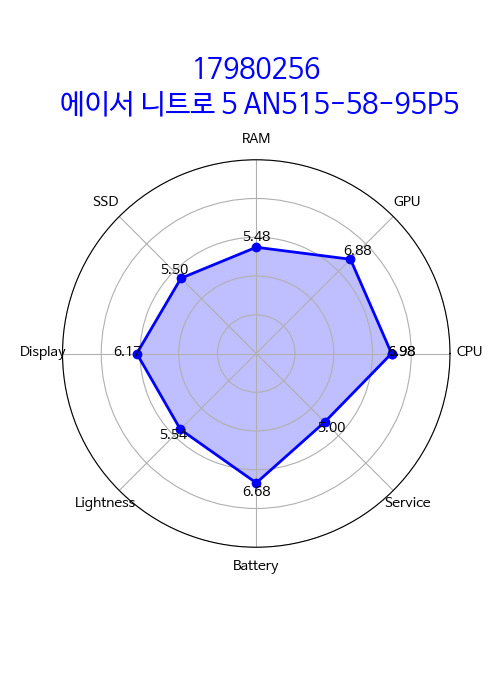 17980256
에이서 니트로 5 AN515-58-95P5
RAM
SSD
GPU
5.48
6.88
5.50
Display
6.17
6.98
CPU
5.54
5.00
6.68
Lightness
Service
Battery